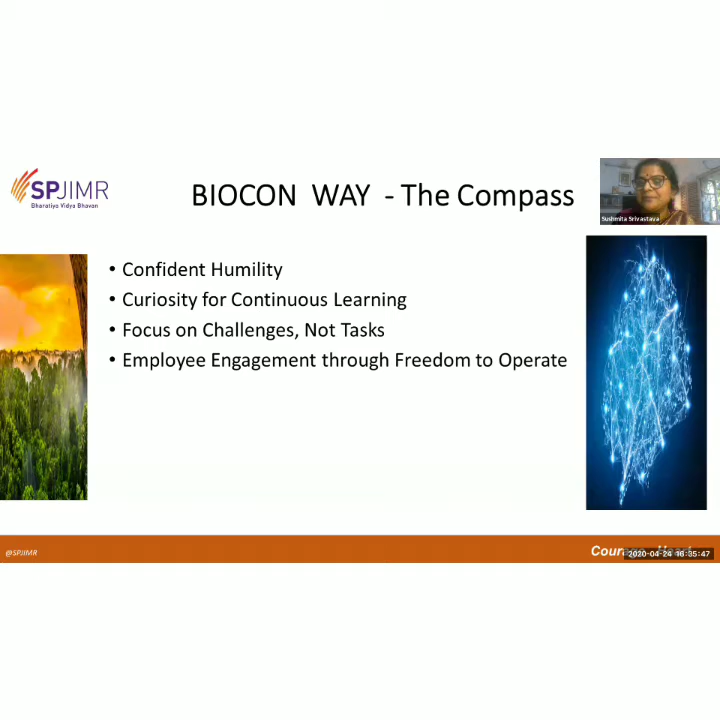 SPJIMR
Bharatiya Vidya Bhavan
BIOCON WAY - The Compass
Sushmita Srivastava
• Confident Humility
• Curiosity for Continuous Learning
• Focus on Challenges, Not Tasks
• Employee Engagement through Freedom to Operate
@SPJIMR
2020-04-24 16:35:47